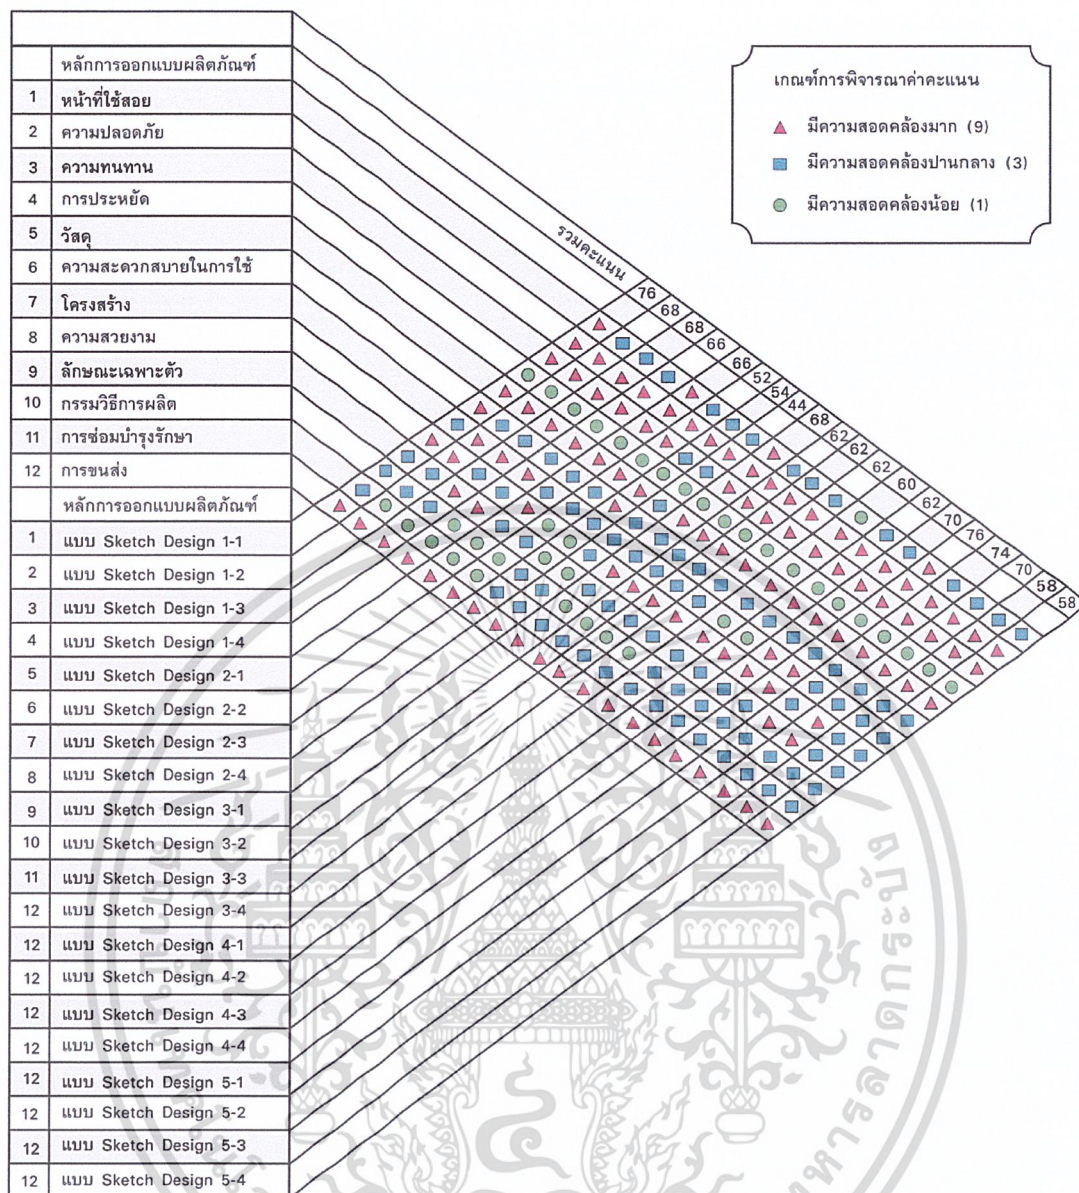 หลักการออกแบบผลิตภัณฑ์
1 หน้าที่ใช้สอย
2 ความปลอดภัย
3 ความทนทาน
4 การประหยัด
5 วัสดุ
6 ความสะดวกสบายในการใช้
7 โครงสร้าง
8 ความสวยงาม
9 ลักษณะเฉพาะตัว
10 กรรมวิธีการผลิต
11 การซ่อมบำรุงรักษา
12 การขนส่ง
หลักการออกแบบผลิตภัณฑ์
1 แบบ Sketch Design 1-1
2 แบบ Sketch Design 1-2
3 แบบ Sketch Design 1-3
4 แบบ Sketch Design 1-4
5 แบบ Sketch Design 2-1
6 แบบ Sketch Design 2-2
7 แบบ Sketch Design 2-3
8 แบบ Sketch Design 2-4
9 แบบ Sketch Design 3-1
10 แบบ Sketch Design 3-2
11 แบบ Sketch Design 3-3
12 แบบ Sketch Design 3-4
12 แบบ Sketch Design 4-1
12 แบบ Sketch Design 4-2
12 แบบ Sketch Design 4-3
12 แบบ Sketch Design 4-4
12 แบบ Sketch Design 5-1
12 แบบ Sketch Design 5-2
12 แบบ Sketch Design 5-3
12 แบบ Sketch Design 5-4
เกณฑ์การพิจารณาค่าคะแนน
มีความสอดคล้องมาก (9)
มีความสอดคล้องปานกลาง (3)
มีความสอดคล้องน้อย (1)
รวมคะแนน
76
68
68
66
66
52
54
44
68
62
62
62
60
62
70
76
74
70
58
58